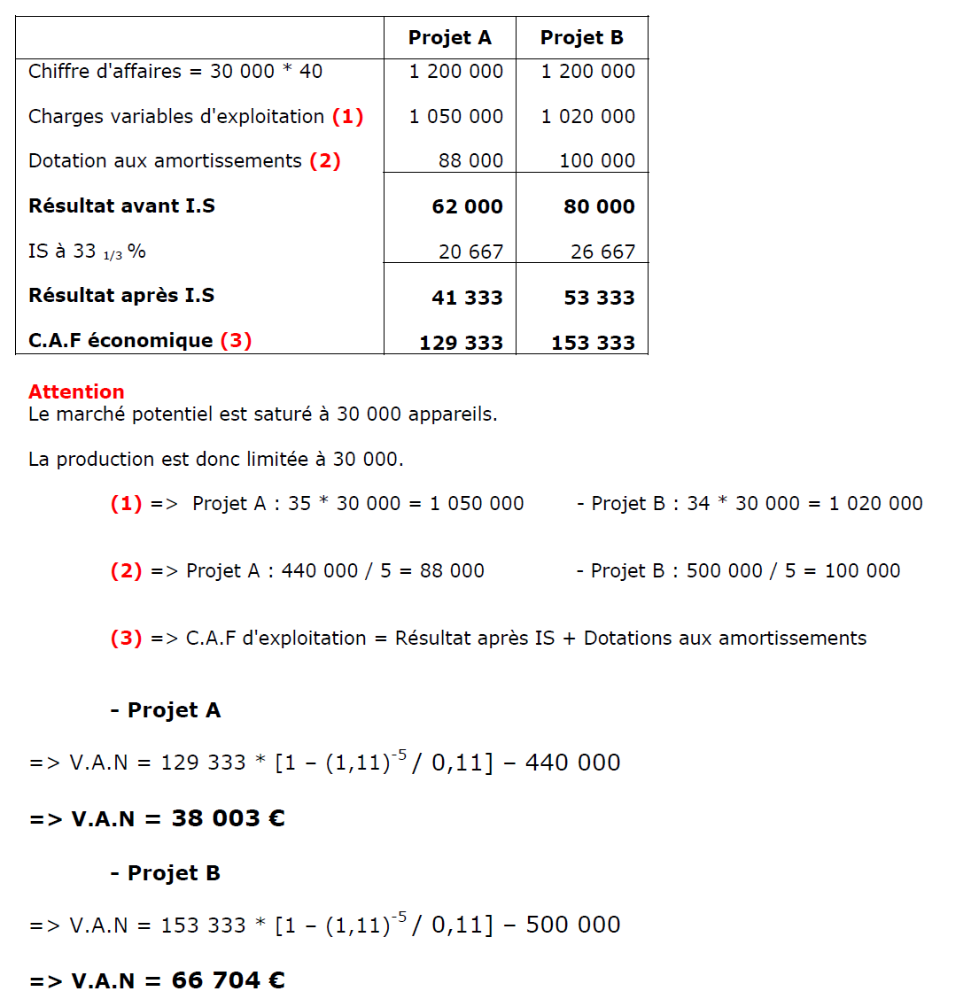 Projet A Projet B
Chiffre d'affaires = 30 000 * 40 1 200 000 1 200 000
Charges variables d'exploitation (1) 1 050 000 1 020 000
Dotation aux amortissements (2) 88 000 100 000
Résultat avant I.S 62 000 80 000
IS à 33 1/3 % 20 667 26 667
Résultat après I.S 41 333 53 333
C.A.F économique (3) 129 333 153 333
Attention
Le marché potentiel est saturé à 30 000 appareils.
La production est donc limitée à 30 000.
(1) => Projet A : 35 * 30 000 = 1 050 000 - Projet B : 34 * 30 000 = 1 020 000
(2) => Projet A : 440 000 / 5 = 88 000 - Projet B : 500 000 / 5 = 100 000
(3) => C.A.F d'exploitation = Résultat après IS + Dotations aux amortissements
- Projet A
=> V.A.N = 129 333 * [1 – (1,11)-5 / 0,11] – 440 000
=> V.A.N = 38 003 €
- Projet B
=> V.A.N = 153 333 * [1 – (1,11)-5 / 0,11] – 500 000
=> V.A.N = 66 704 €